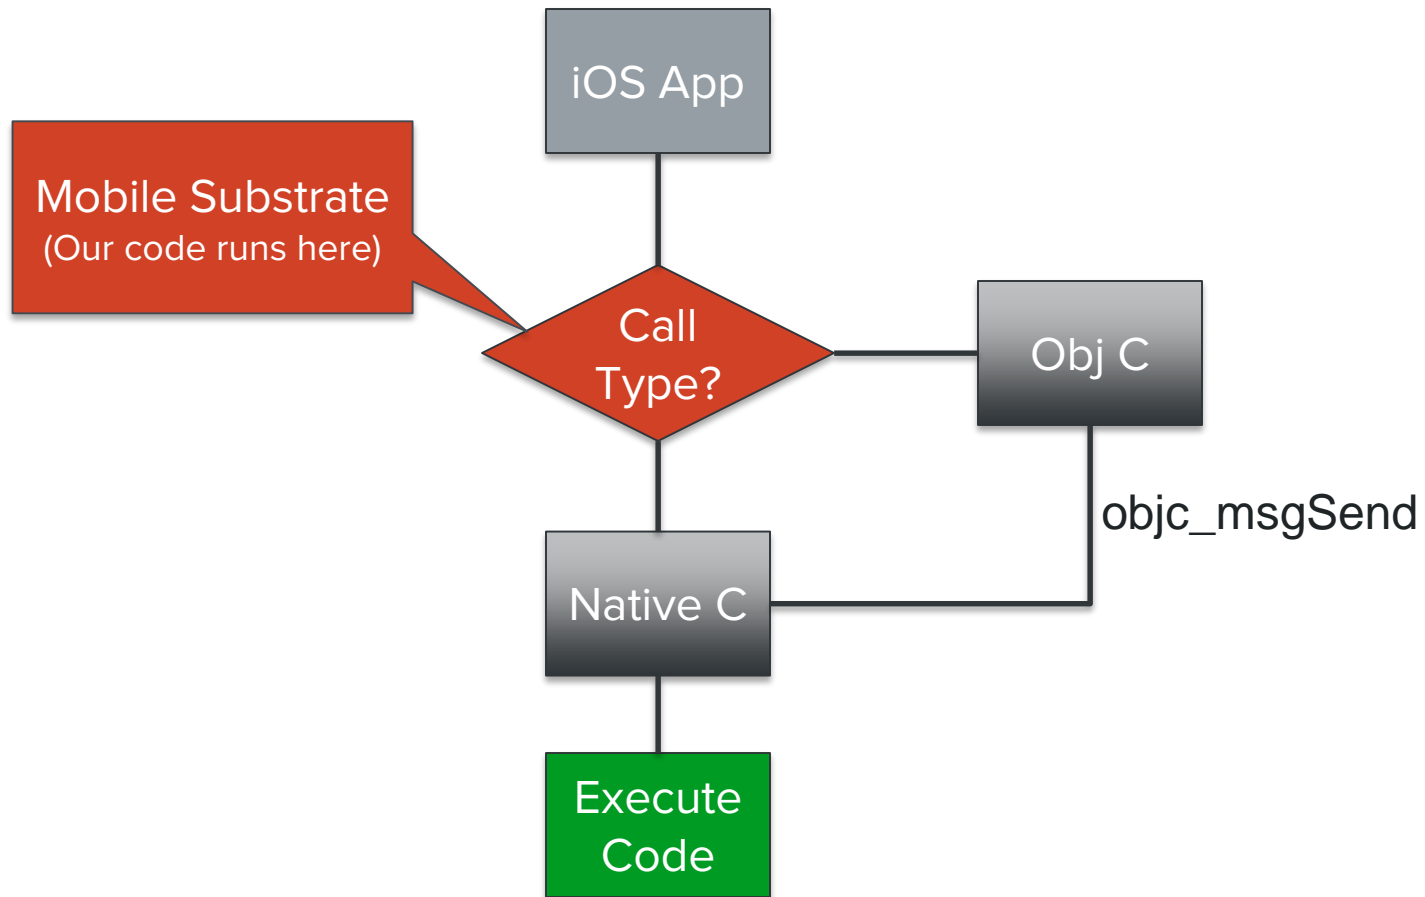 iOS App
Mobile Substrate
(Our code runs here)
Call
Type?
Obj C
objc_msgSend
Native C
Execute
Code